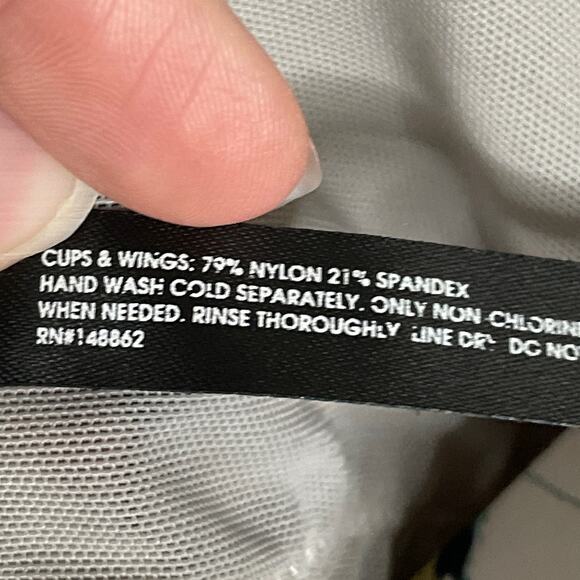 CUPS & WINGS: 79% NYLON 21% SPANDEX
HAND WASH COLD SEPARATELY. ONLY NON-CHLORINE
WHEN NEEDED. RINSE THOROUGHLY LINE DRY. DO NO
RN#148862